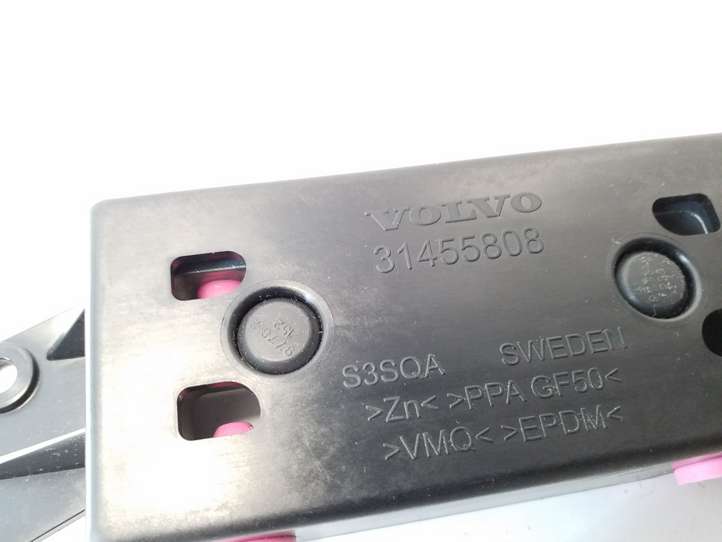 VOLVO
31455808
S3SQA SWEDEN
>Zn< >PPA GF50<
>VMQ< >EPDM<